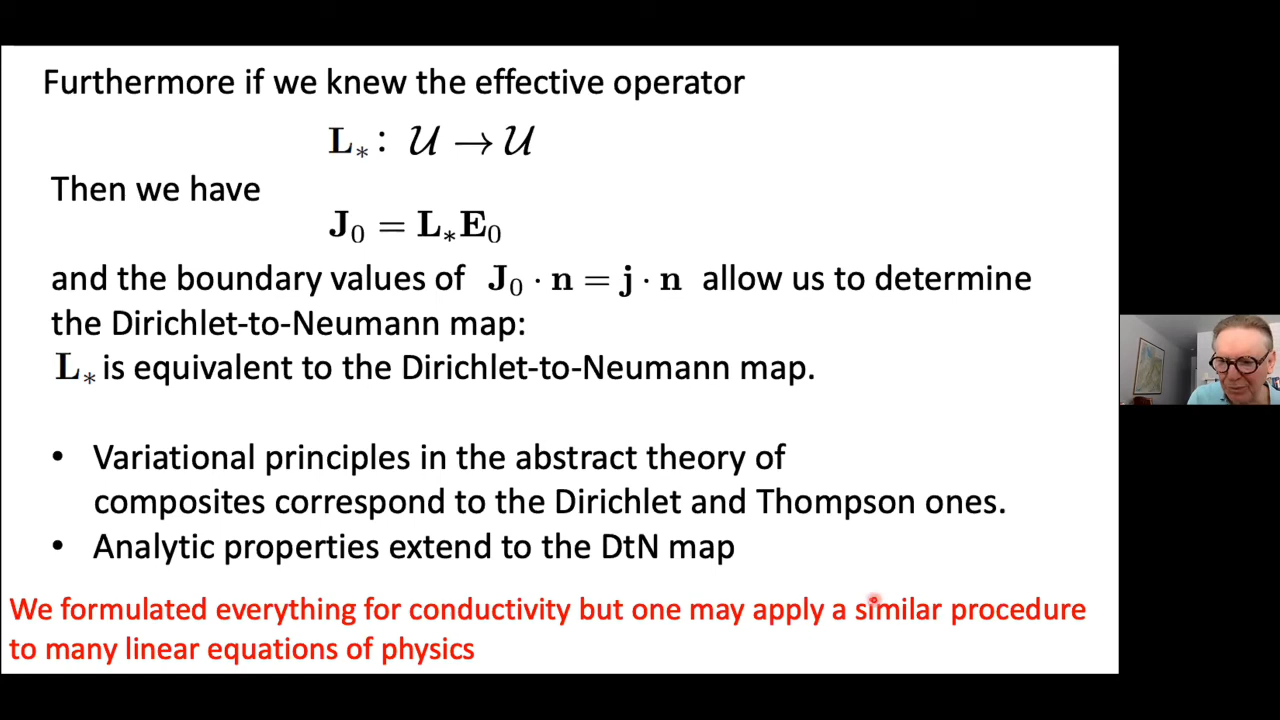 Furthermore if we knew the effective operator
L∗ : 𝒰 → 𝒰
Then we have
J₀ = L∗E₀
and the boundary values of J₀ · n = j · n allow us to determine
the Dirichlet-to-Neumann map:
L∗ is equivalent to the Dirichlet-to-Neumann map.
• Variational principles in the abstract theory of
composites correspond to the Dirichlet and Thompson ones.
• Analytic properties extend to the DtN map
We formulated everything for conductivity but one may apply a similar procedure
to many linear equations of physics